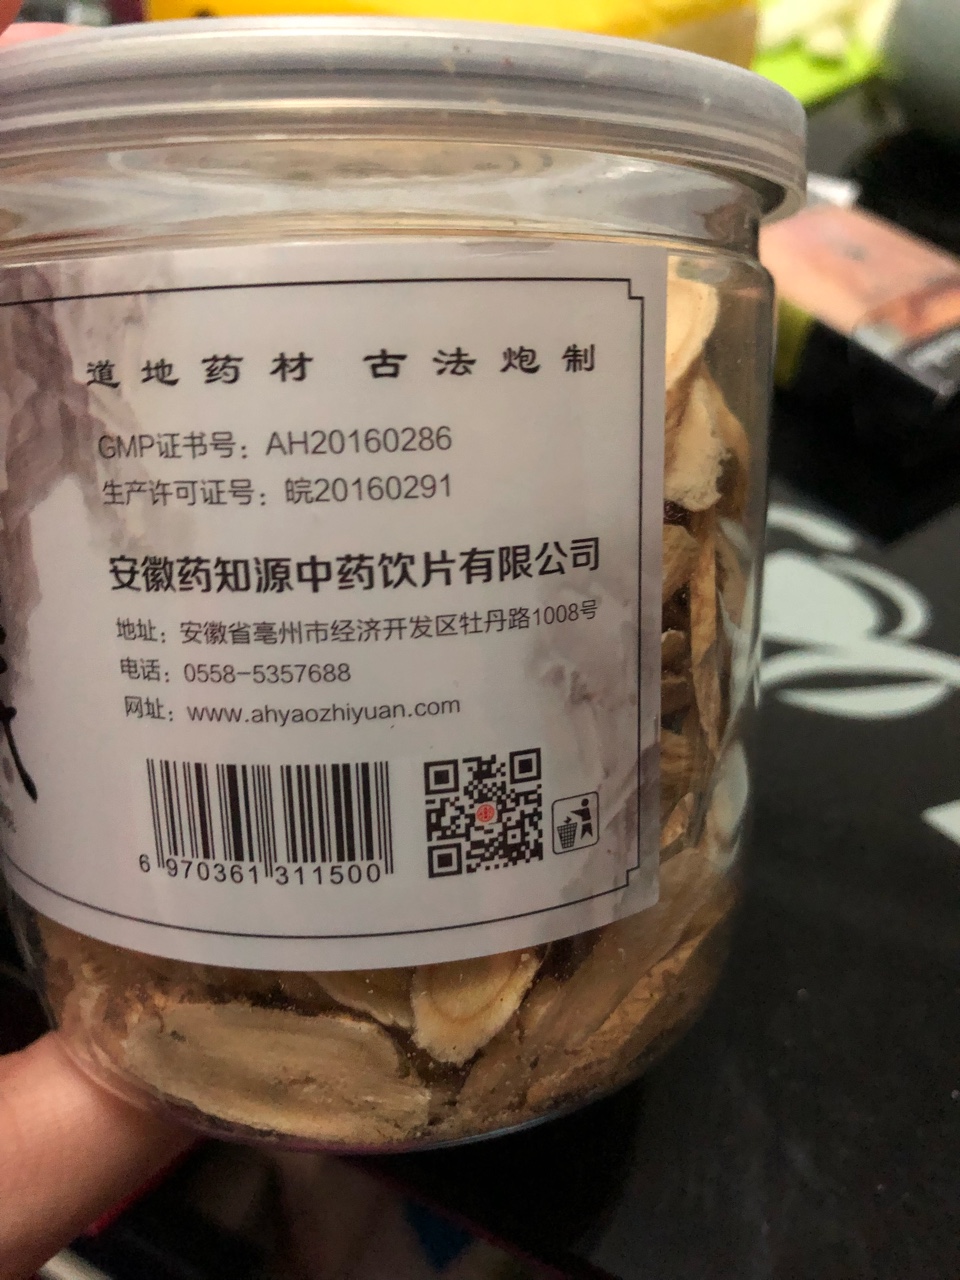 道地药材 古法炮制
GMP证书号：AH20160286
生产许可证号：皖20160291
安徽药知源中药饮片有限公司
地址：安徽省亳州市经济开发区牡丹路1008号
电话：0558-5357688
网址：www.ahyaozhiyuan.com
6 970361 311500